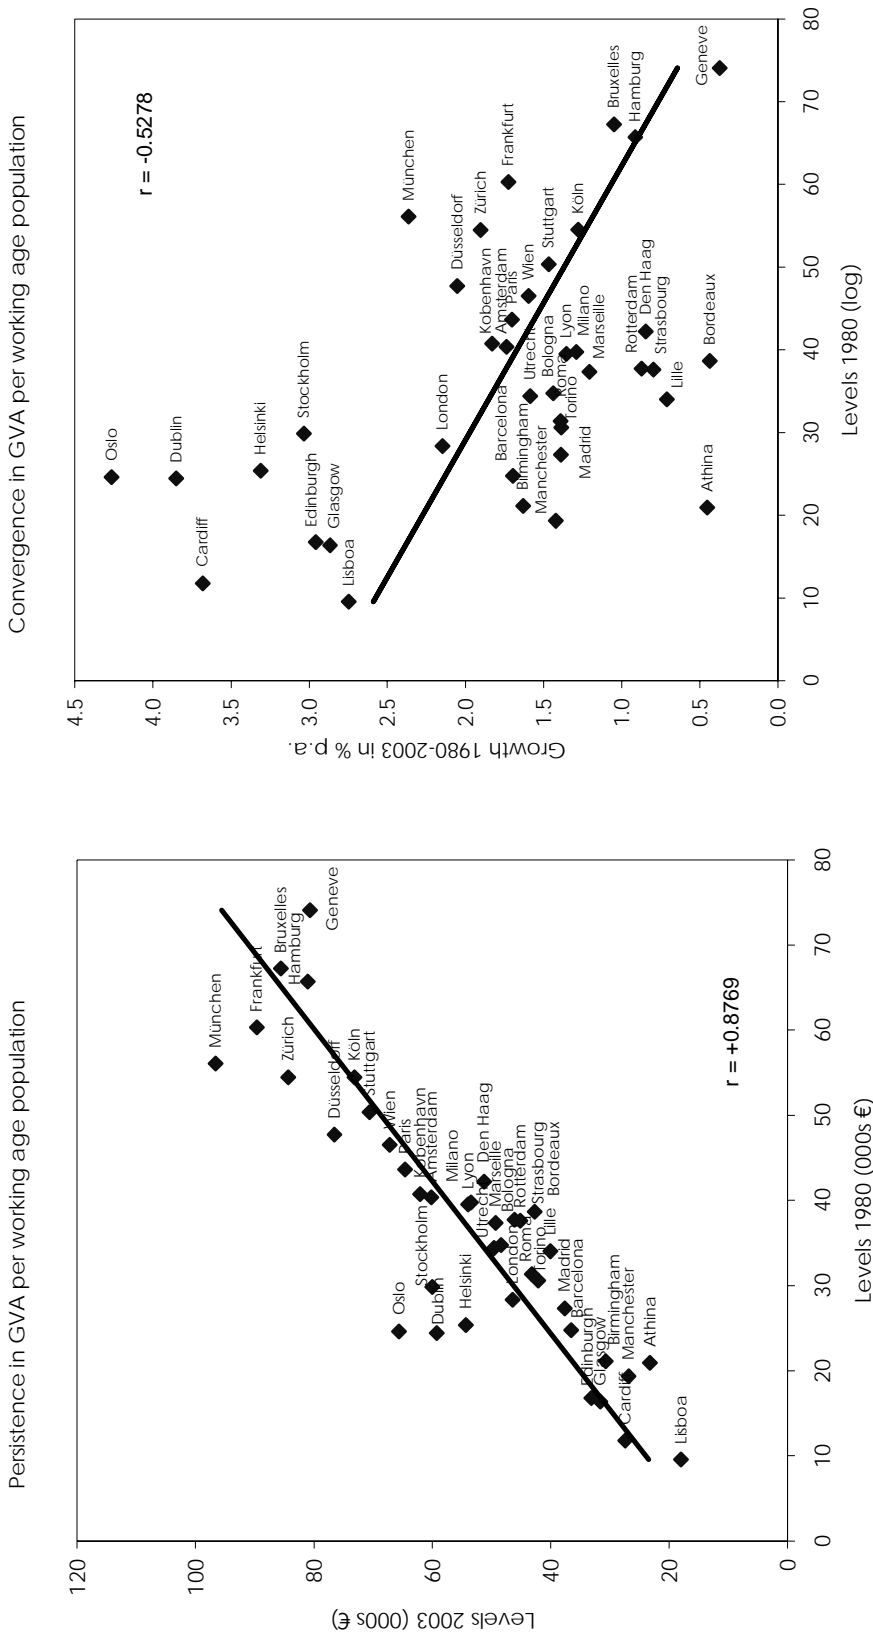 Persistence in GVA per working age population
120
100
80
60
40
20
0
Levels 2003 (000s €)
München
Frankfurt
Bruxelles
Hamburg
Geneve
Zürich
Düsseldorf
Köln
Stuttgart
Wien
Paris
Kobenhavn
Amsterdam
Milano
Lyon
Den Haag
Utrecht
Marseille
Bologna
Rotterdam
Strasbourg
Bordeaux
Stockholm
Oslo
Dublin
Helsinki
London
Roma
Torino
Lille
Madrid
Barcelona
Edinburgh
Glasgow
Birmingham
Manchester
Cardiff
Athina
Lisboa
r = +0.8769
0
10
20
30
40
50
60
70
80
Levels 1980 (000s €)
Convergence in GVA per working age population
4.5
4.0
3.5
3.0
2.5
2.0
1.5
1.0
0.5
0.0
Growth 1980-2003 in % p.a.
r = -0.5278
Oslo
Dublin
Cardiff
Helsinki
Stockholm
Edinburgh
Glasgow
Lisboa
München
London
Düsseldorf
Zürich
Kobenhavn
Amsterdam
Paris
Frankfurt
Barcelona
Birmingham
Manchester
Utrecht
Wien
Stuttgart
Bologna
Roma
Torino
Madrid
Lyon
Milano
Marseille
Köln
Bruxelles
Hamburg
Rotterdam
Den Haag
Strasbourg
Lille
Bordeaux
Athina
Geneve
0
10
20
30
40
50
60
70
80
Levels 1980 (log)